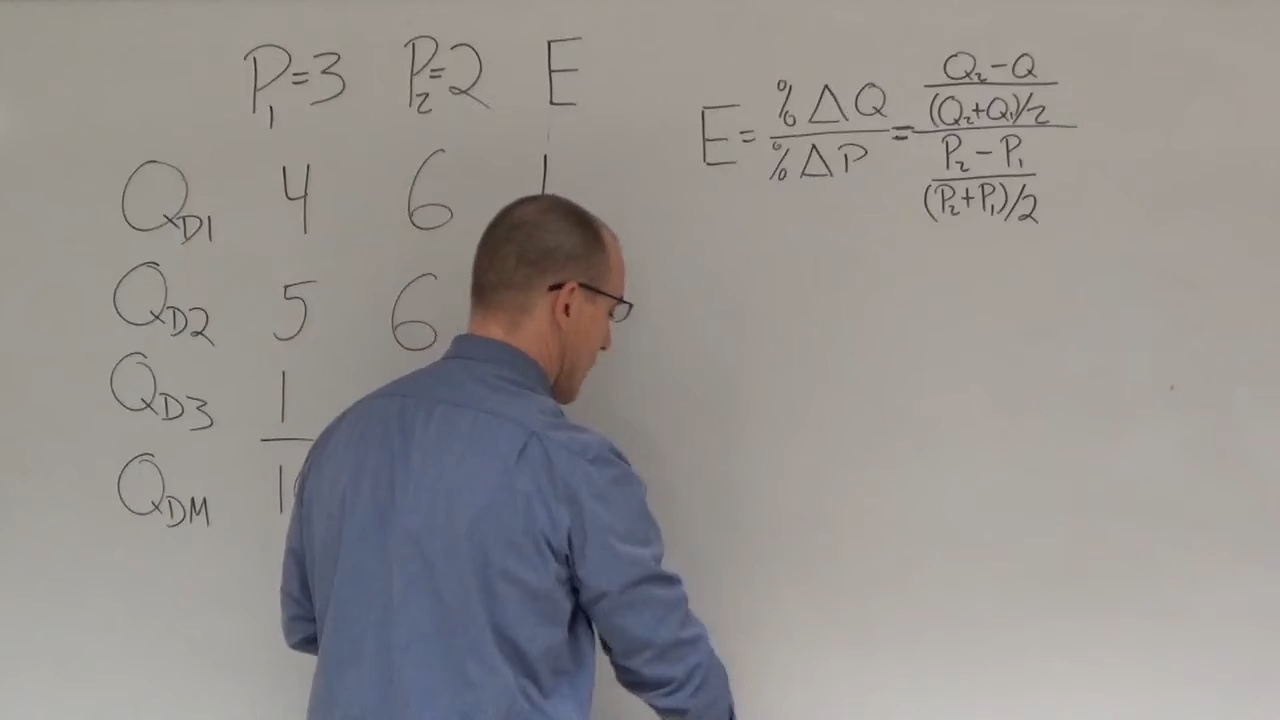 P₁=3 P₂=2 E
Q_D1 4 6 1
Q_D2 5 6
Q_D3 1
Q_DM
E = %ΔQ / %ΔP =
Q₂-Q
(Q₂+Q₁)/2
P₂-P₁
(P₂+P₁)/2